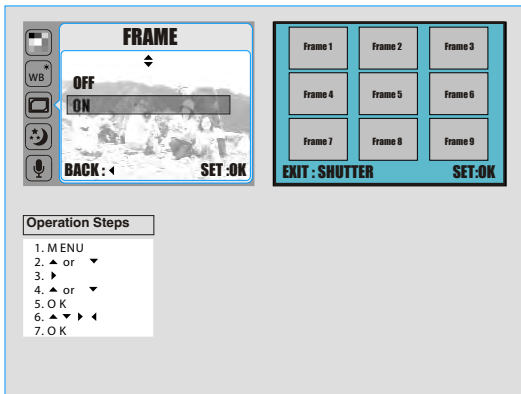 FRAME
WB*
OFF
ON
BACK : ◂ SET :OK
Frame 1 Frame 2 Frame 3
Frame 4 Frame 5 Frame 6
Frame 7 Frame 8 Frame 9
EXIT : SHUTTER SET:OK
Operation Steps
1. MENU
2. ▲ or ▼
3. ▶
4. ▲ or ▼
5. OK
6. ▲ ▼ ▶ ◀
7. OK